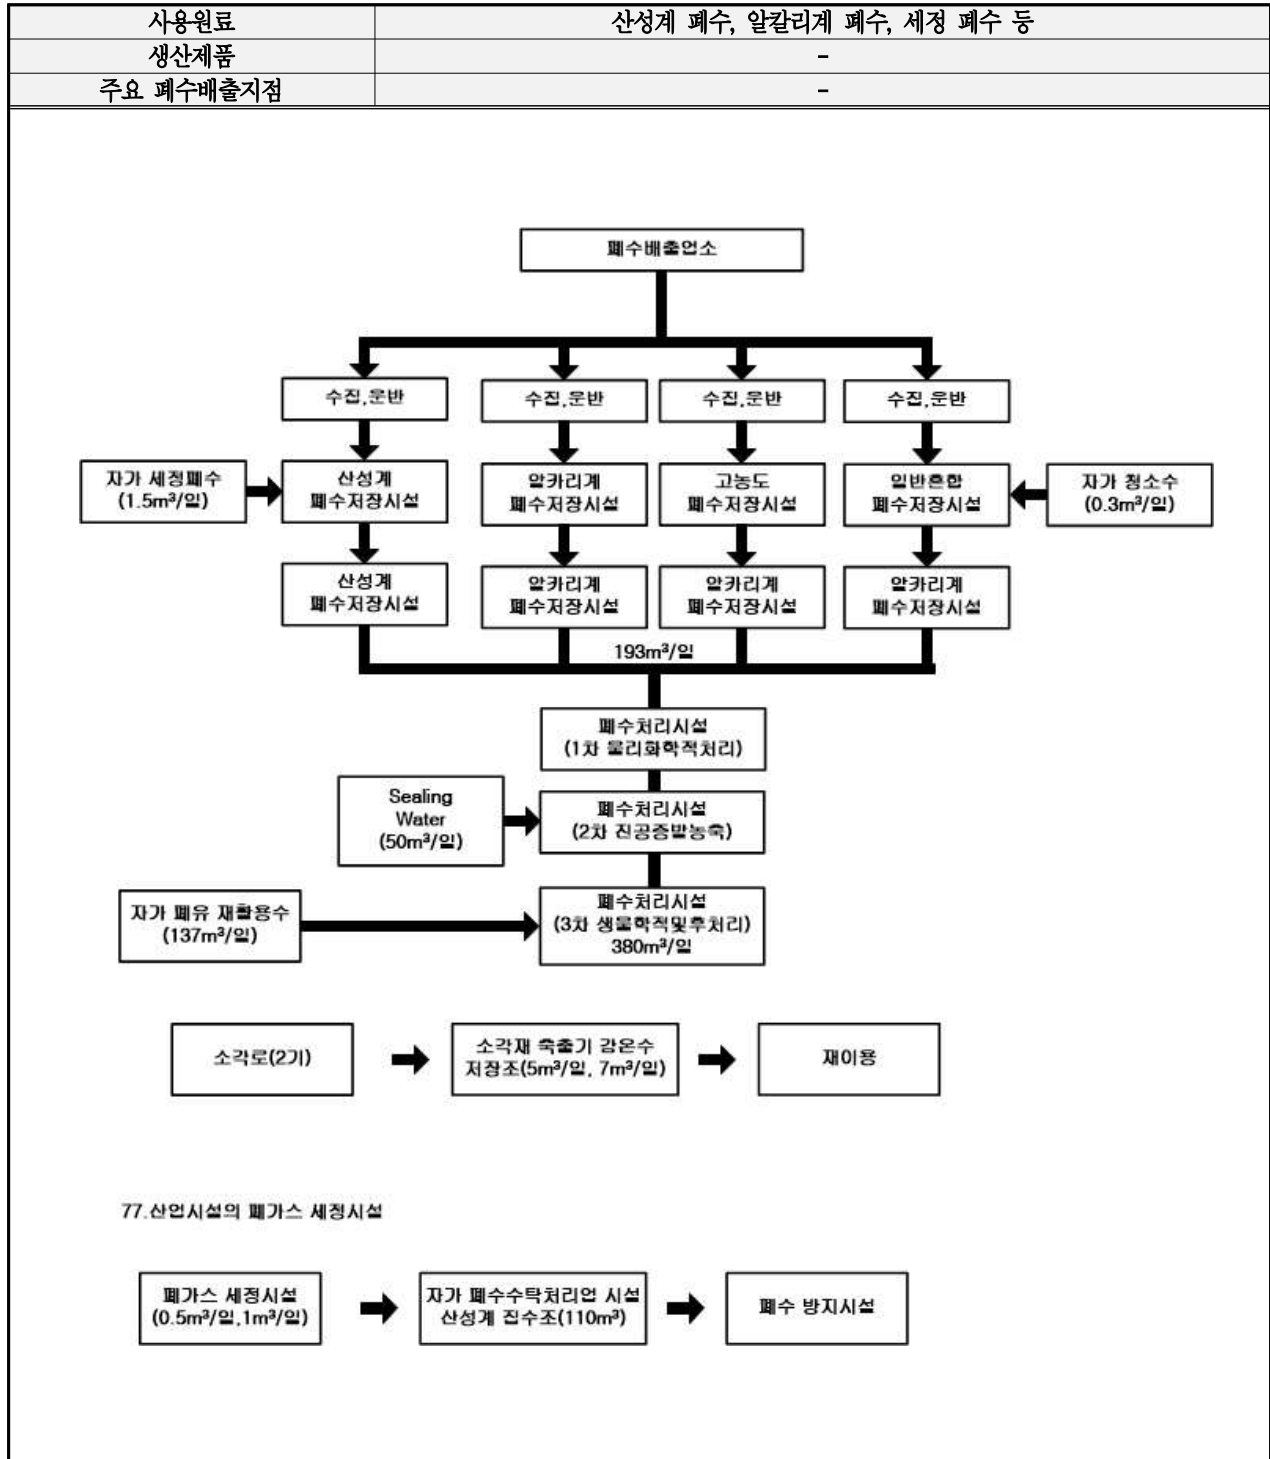 사용원료 산성계 폐수, 알칼리계 폐수, 세정 폐수 등
생산제품 -
주요 폐수배출지점 -
폐수배출업소
수집,운반 수집,운반 수집,운반 수집,운반
자가 세정폐수
(1.5m³/일)
산성계
폐수저장시설
알카리계
폐수저장시설
고농도
폐수저장시설
일반혼합
폐수저장시설
자가 청소수
(0.3m³/일)
산성계
폐수저장시설
알카리계
폐수저장시설
알카리계
폐수저장시설
알카리계
폐수저장시설
193m³/일
폐수처리시설
(1차 물리화학적처리)
Sealing
Water
(50m³/일)
폐수처리시설
(2차 진공증발농축)
자가 폐유 재활용수
(137m³/일)
폐수처리시설
(3차 생물학적및후처리)
380m³/일
소각로(2기)
소각재 축출기 감온수
저장조(5m³/일, 7m³/일)
재이용
77.산업시설의 폐가스 세정시설
폐가스 세정시설
(0.5m³/일,1m³/일)
자가 폐수수탁처리업 시설
산성계 집수조(110m³)
폐수 방지시설